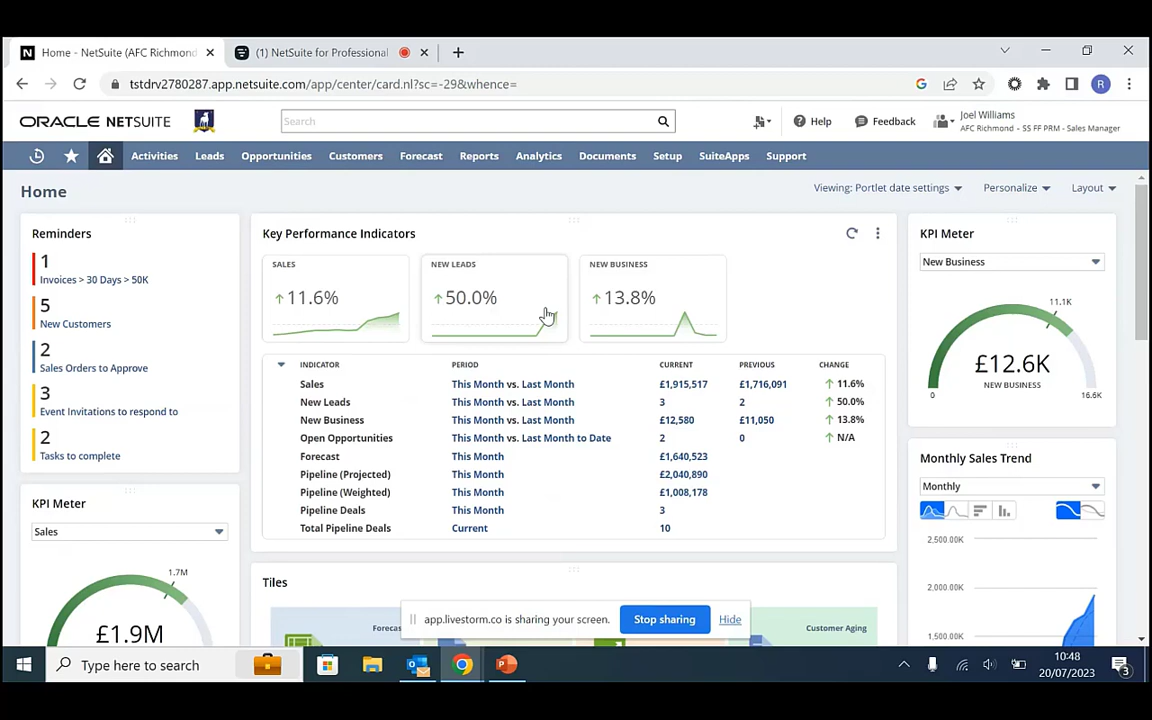 Home - NetSuite (AFC Richmond
(1) NetSuite for Professional
tstdrv2780287.app.netsuite.com/app/center/card.nl?sc=-29&whence=
R
ORACLE NETSUITE
Search
Help
Feedback
Joel Williams
AFC Richmond - SS FF PRM - Sales Manager
Activities
Leads
Opportunities
Customers
Forecast
Reports
Analytics
Documents
Setup
SuiteApps
Support
Home
Viewing: Portlet date settings
Personalize
Layout
Reminders
1
Invoices > 30 Days > 50K
5
New Customers
2
Sales Orders to Approve
3
Event Invitations to respond to
2
Tasks to complete
KPI Meter
Sales
1.7M
£1.9M
Key Performance Indicators
SALES
11.6%
NEW LEADS
50.0%
NEW BUSINESS
13.8%
INDICATOR PERIOD CURRENT PREVIOUS CHANGE
Sales This Month vs. Last Month £1,915,517 £1,716,091 11.6%
New Leads This Month vs. Last Month 3 2 50.0%
New Business This Month vs. Last Month £12,580 £11,050 13.8%
Open Opportunities This Month vs. Last Month to Date 2 0 N/A
Forecast This Month £1,640,523
Pipeline (Projected) This Month £2,040,890
Pipeline (Weighted) This Month £1,008,178
Pipeline Deals This Month 3
Total Pipeline Deals Current 10
Tiles
Forecas
Customer Aging
KPI Meter
New Business
11.1K
£12.6K
NEW BUSINESS
0
16.6K
Monthly Sales Trend
Monthly
2,500.00K
2,000.00K
1,500.00K
app.livestorm.co is sharing your screen.
Stop sharing
Hide
Type here to search
10:48
20/07/2023
3